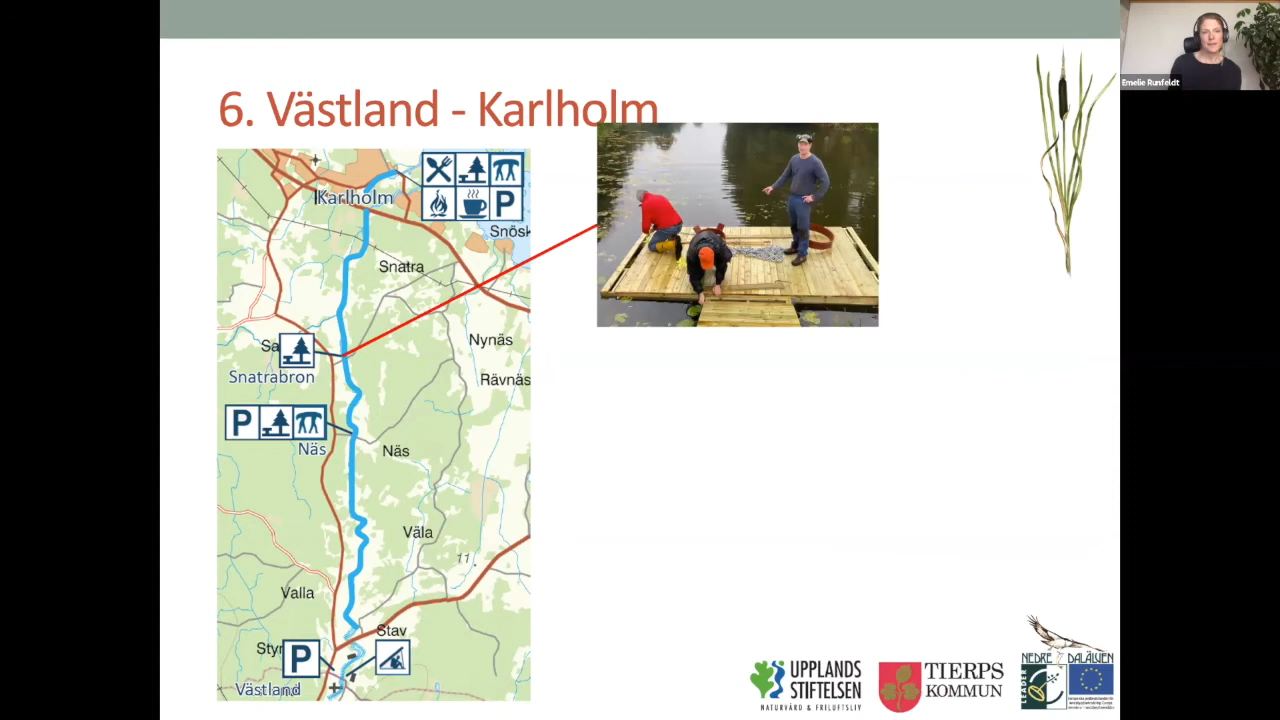 6. Västland - Karlholm
Emelie Runfeldt
Karlholm
P
Snösk
Snatra
Sa
Snatrabron
Nynäs
Rävnäs
P
Näs
Näs
Väla
11
Valla
Stav
Styr
P
Västland
UPPLANDS
STIFTELSEN
NATURVÅRD & FRILUFTSLIV
TIERPS
KOMMUN
NEDRE DALÄLVEN
LEADER